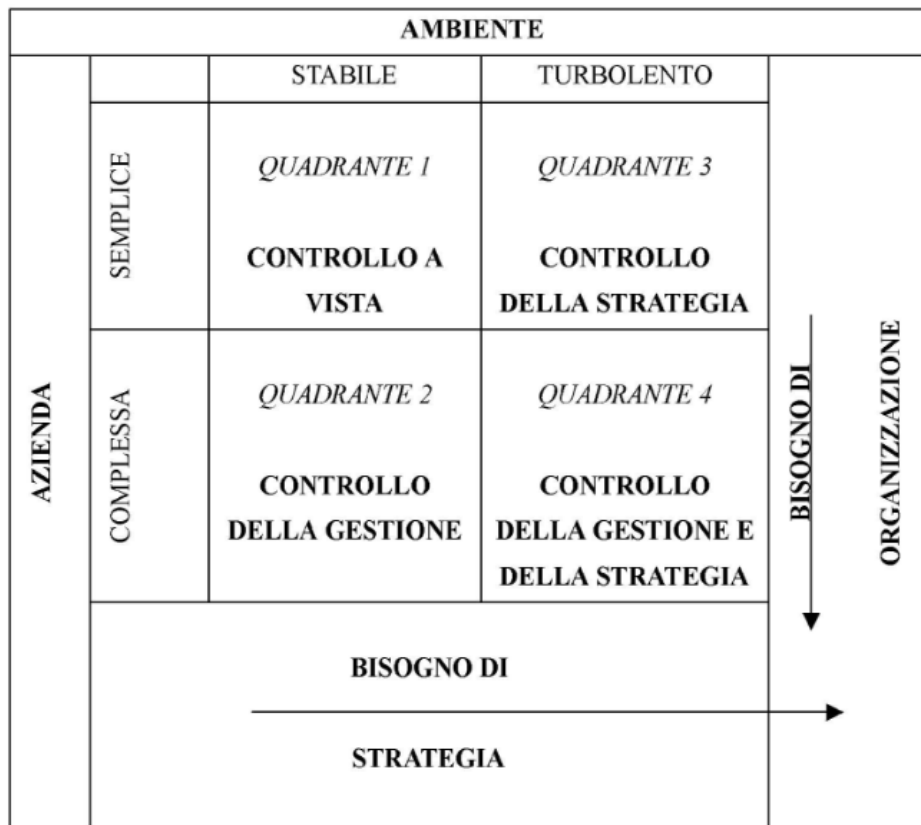 AMBIENTE
STABILE
TURBOLENTO
AZIENDA
SEMPLICE
QUADRANTE 1
CONTROLLO A
VISTA
QUADRANTE 3
CONTROLLO
DELLA STRATEGIA
COMPLESSA
QUADRANTE 2
CONTROLLO
DELLA GESTIONE
QUADRANTE 4
CONTROLLO
DELLA GESTIONE E
DELLA STRATEGIA
BISOGNO DI
ORGANIZZAZIONE
BISOGNO DI
STRATEGIA